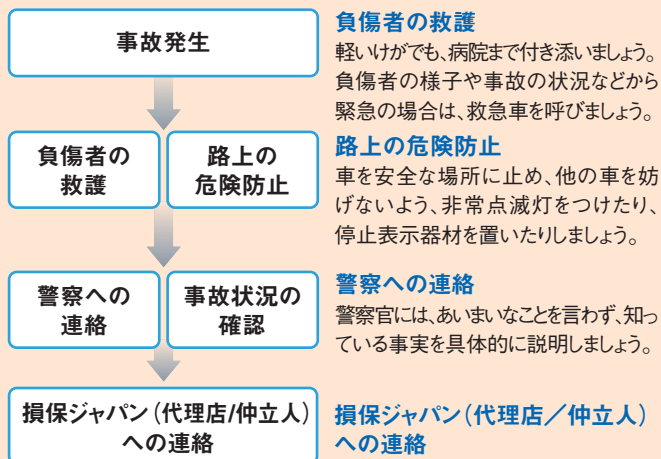 事故発生
負傷者の
救護
路上の
危険防止
警察への
連絡
事故状況の
確認
損保ジャパン(代理店/仲立人)
への連絡
負傷者の救護
軽いけがでも、病院まで付き添いましょう。
負傷者の様子や事故の状況などから
緊急の場合は、救急車を呼びましょう。
路上の危険防止
車を安全な場所に止め、他の車を妨
げないよう、非常点滅灯をつけたり、
停止表示器材を置いたりしましょう。
警察への連絡
警察官には、あいまいなことを言わず、知っ
ている事実を具体的に説明しましょう。
損保ジャパン(代理店／仲立人)
への連絡